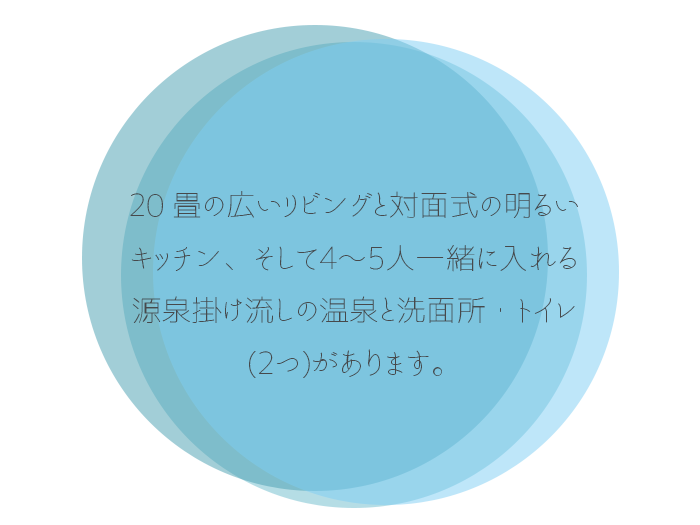 20 畳の広いリビングと対面式の明るい
キッチン、そして4～5人一緒に入れる
源泉掛け流しの温泉と洗面所・トイレ
(2つ)があります。